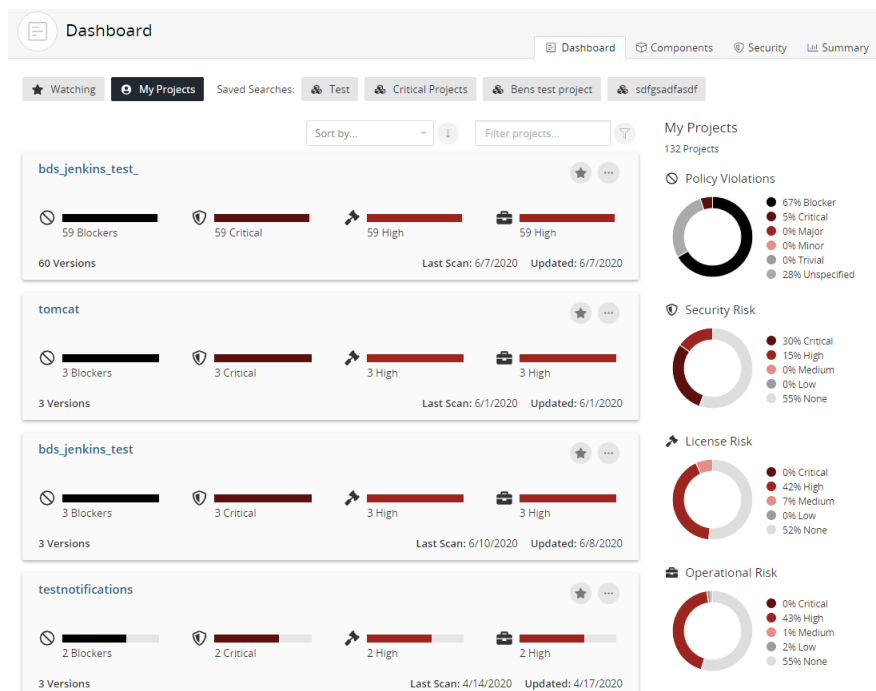 Dashboard
Dashboard Components Security Summary
Watching My Projects Saved Searches: Test Critical Projects Bens test project sdfgsadfasdf
Sort by... Filter projects...
bds_jenkins_test_
59 Blockers 59 Critical 59 High 59 High
60 Versions Last Scan: 6/7/2020 Updated: 6/7/2020
tomcat
3 Blockers 3 Critical 3 High 3 High
3 Versions Last Scan: 6/1/2020 Updated: 6/1/2020
bds_jenkins_test
3 Blockers 3 Critical 3 High 3 High
3 Versions Last Scan: 6/10/2020 Updated: 6/8/2020
testnotifications
2 Blockers 2 Critical 2 High 2 High
3 Versions Last Scan: 4/14/2020 Updated: 4/17/2020
My Projects
132 Projects
Policy Violations
67% Blocker
5% Critical
0% Major
0% Minor
0% Trivial
28% Unspecified
Security Risk
30% Critical
15% High
0% Medium
0% Low
55% None
License Risk
0% Critical
42% High
7% Medium
0% Low
52% None
Operational Risk
0% Critical
43% High
1% Medium
2% Low
55% None